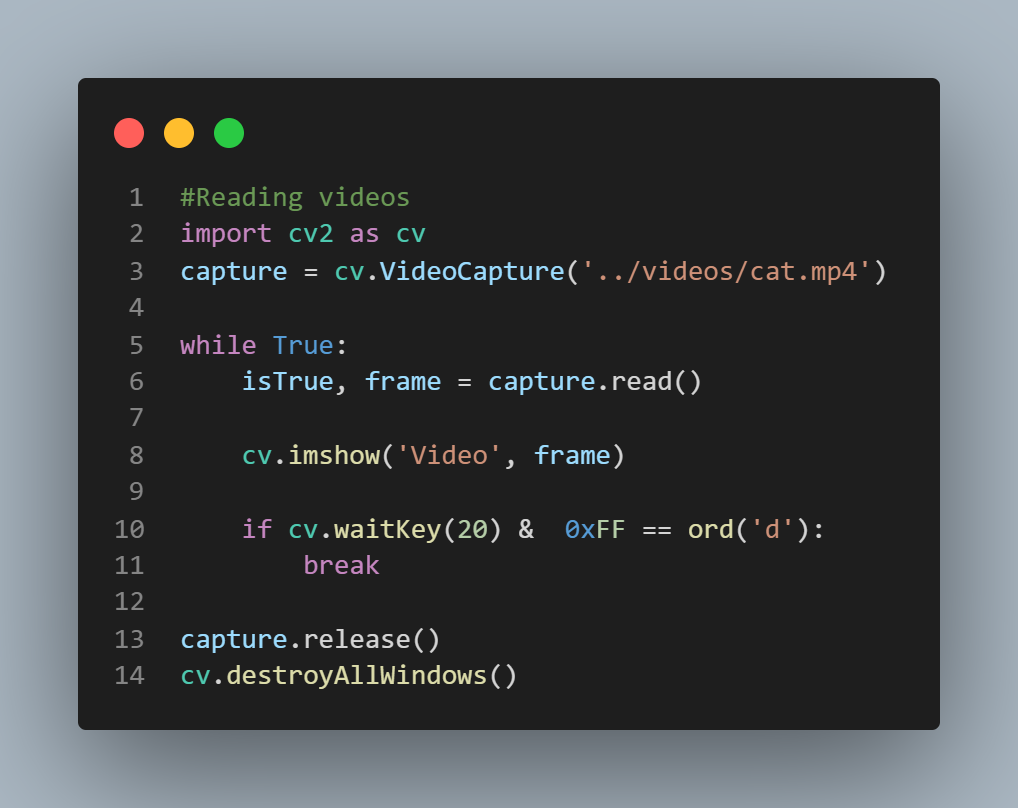 1 #Reading videos
2 import cv2 as cv
3 capture = cv.VideoCapture('../videos/cat.mp4')
4
5 while True:
6     isTrue, frame = capture.read()
7
8     cv.imshow('Video', frame)
9
10     if cv.waitKey(20) &  0xFF == ord('d'):
11         break
12
13 capture.release()
14 cv.destroyAllWindows()